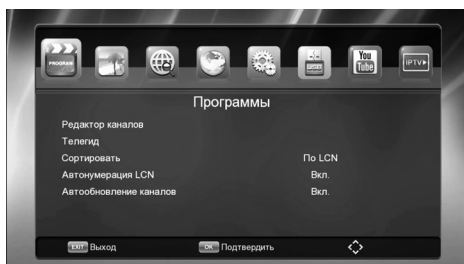 PROGRAM
You
Tube
IPTV
Программы
Редактор каналов
Телегид
Сортировать По LCN
Автонумерация LCN Вкл.
Автообновление каналов Вкл.
EXIT Выход OK Подтвердить